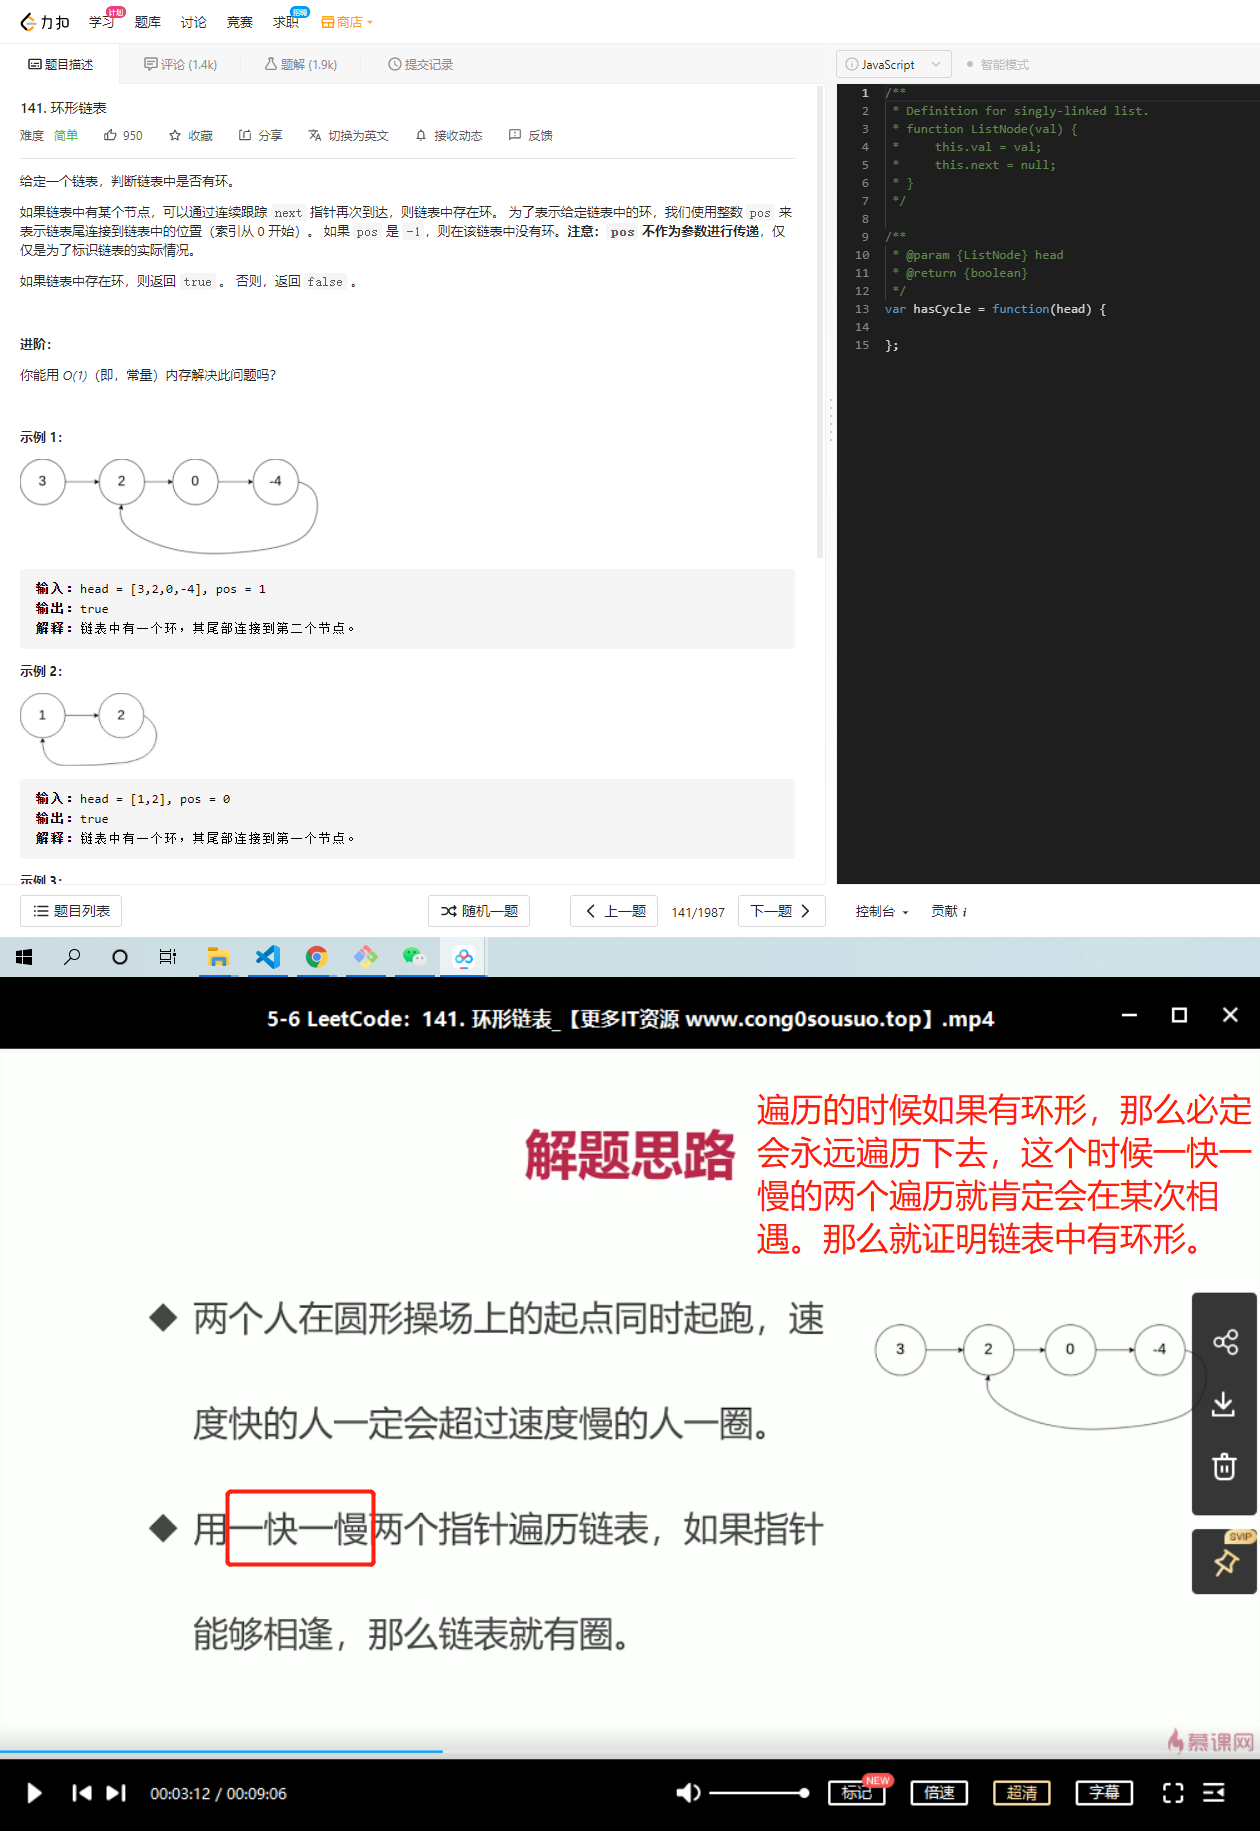 力扣 学习 计划 题库 讨论 竞赛 求职 招聘 商店
题目描述 评论 (1.4k) 题解 (1.9k) 提交记录
JavaScript 智能模式
141. 环形链表
难度 简单 950 收藏 分享 切换为英文 接收动态 反馈
给定一个链表，判断链表中是否有环。
如果链表中有某个节点，可以通过连续跟踪 next 指针再次到达，则链表中存在环。 为了表示给定链表中的环，我们使用整数 pos 来
表示链表尾连接到链表中的位置（索引从 0 开始）。 如果 pos 是 -1，则在该链表中没有环。注意：pos 不作为参数进行传递，仅
仅是为了标识链表的实际情况。
如果链表中存在环，则返回 true 。 否则，返回 false 。
进阶：
你能用 O(1)（即，常量）内存解决此问题吗？
示例 1：
3 2 0 -4
输入：head = [3,2,0,-4], pos = 1
输出：true
解释：链表中有一个环，其尾部连接到第二个节点。
示例 2：
1 2
输入：head = [1,2], pos = 0
输出：true
解释：链表中有一个环，其尾部连接到第一个节点。
示例 3：
1 /**
2 * Definition for singly-linked list.
3 * function ListNode(val) {
4 *     this.val = val;
5 *     this.next = null;
6 * }
7 */
8
9 /**
10 * @param {ListNode} head
11 * @return {boolean}
12 */
13 var hasCycle = function(head) {
14
15 };
题目列表 随机一题 上一题 141/1987 下一题 控制台 贡献 i
5-6 LeetCode：141. 环形链表_【更多IT资源 www.cong0sousuo.top】.mp4
解题思路
遍历的时候如果有环形，那么必定
会永远遍历下去，这个时候一快一
慢的两个遍历就肯定会在某次相
遇。那么就证明链表中有环形。
两个人在圆形操场上的起点同时起跑，速
度快的人一定会超过速度慢的人一圈。
用一快一慢两个指针遍历链表，如果指针
能够相逢，那么链表就有圈。
3 2 0 -4
SVIP
慕课网
00:03:12 / 00:09:06 标记 NEW 倍速 超清 字幕